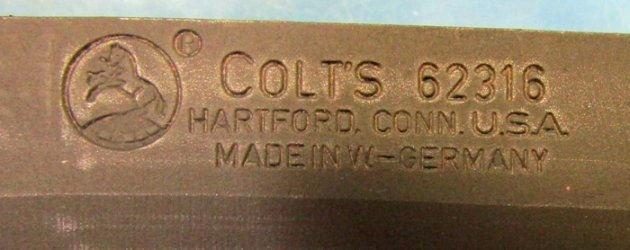 COLT'S 62316
HARTFORD. CONN. U.S.A.
MADE IN W-GERMANY